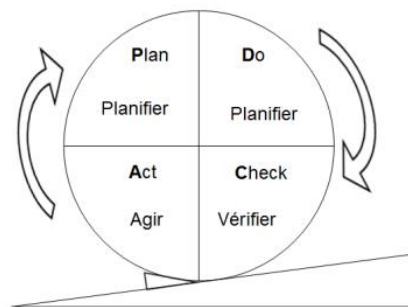 Plan
Do
Planifier
Planifier
Act
Check
Agir
Vérifier